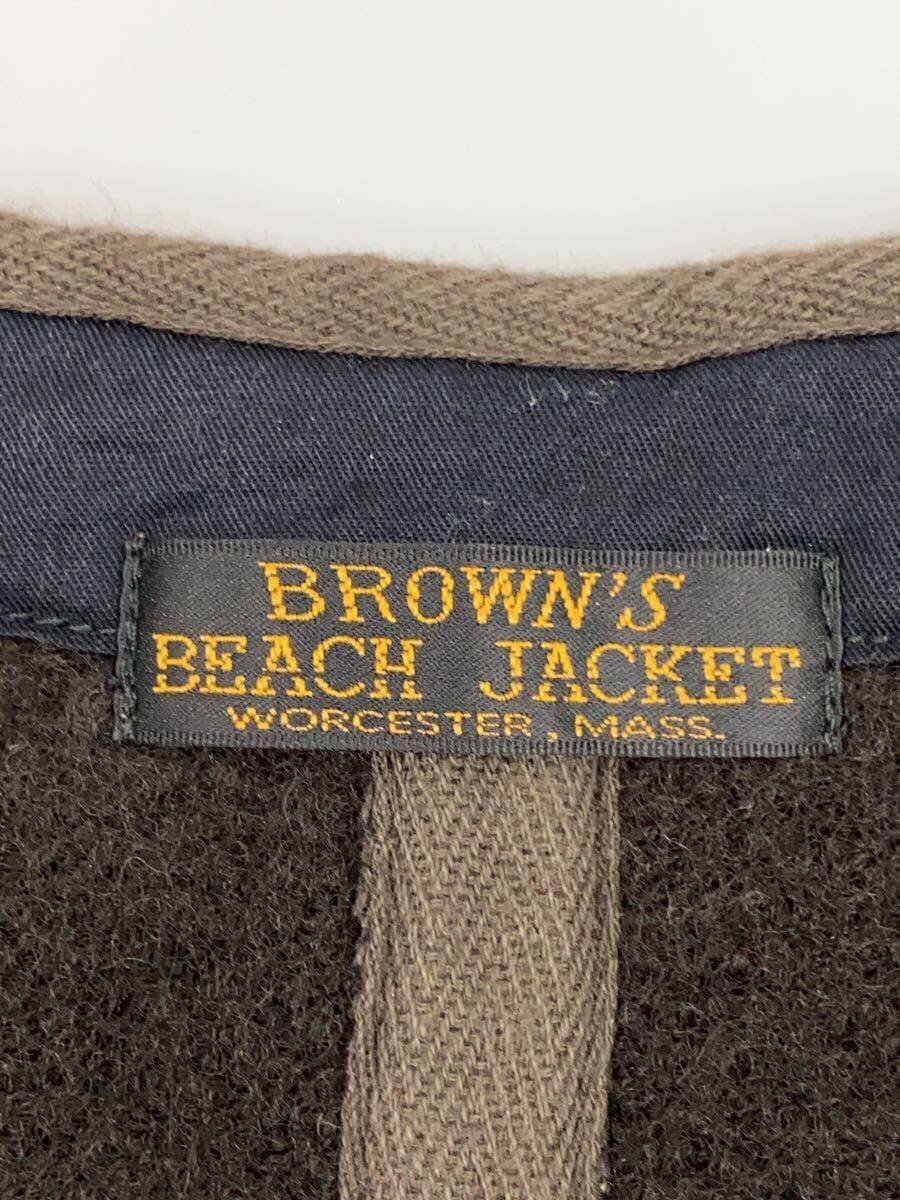 BROWN'S
BEACH JACKET
WORCESTER, MASS.